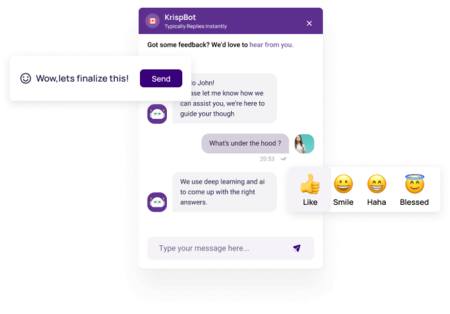 KrispBot
Typically Replies Instantly
Got some feedback? We'd love to hear from you.
Wow,lets finalize this!
Send
John!
let me know how we
can assist you, we're here to
guide your though
What's under the hood ?
20:53
We use deep learning and ai
to come up with the right
answers.
Like
Smile
Haha
Blessed
Type your message here...